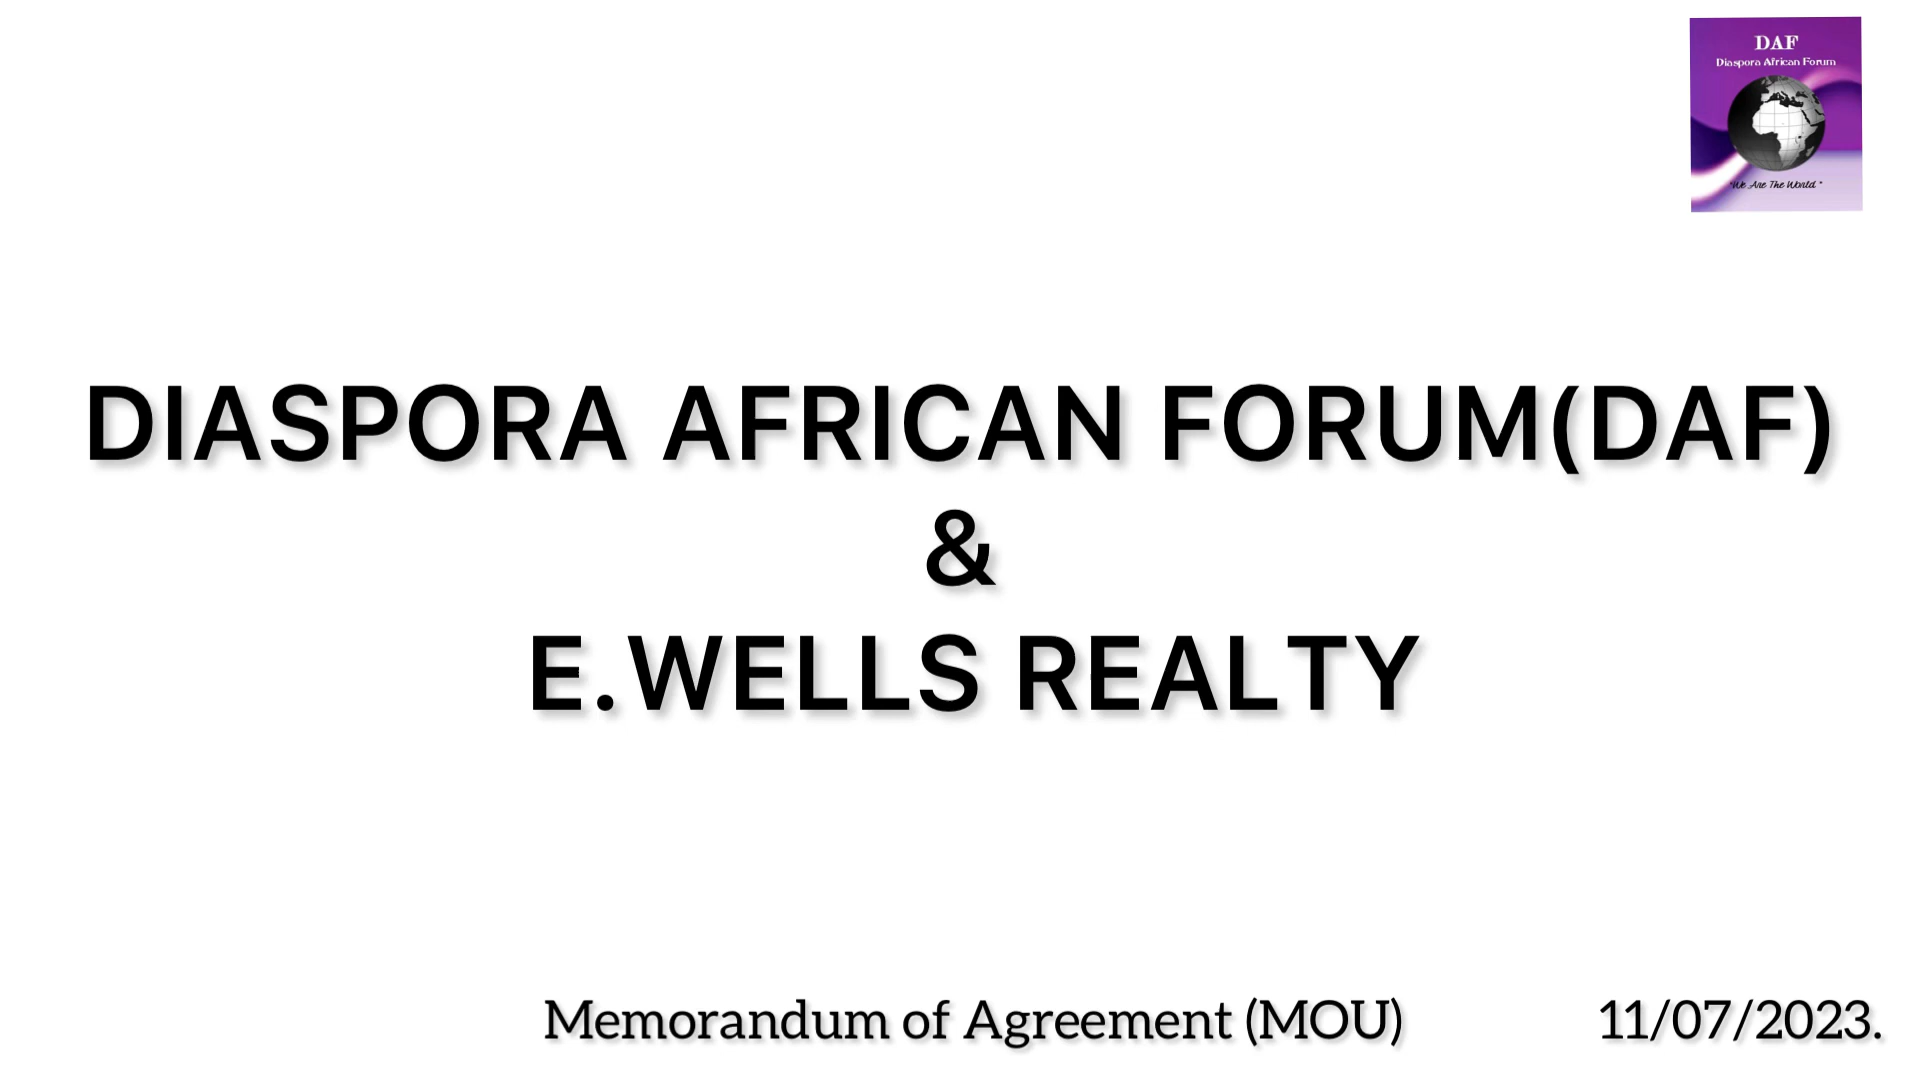 DAF
Diaspora African Forum
"We Are The World."
DIASPORA AFRICAN FORUM(DAF)
&
E.WELLS REALTY
Memorandum of Agreement (MOU)
11/07/2023.